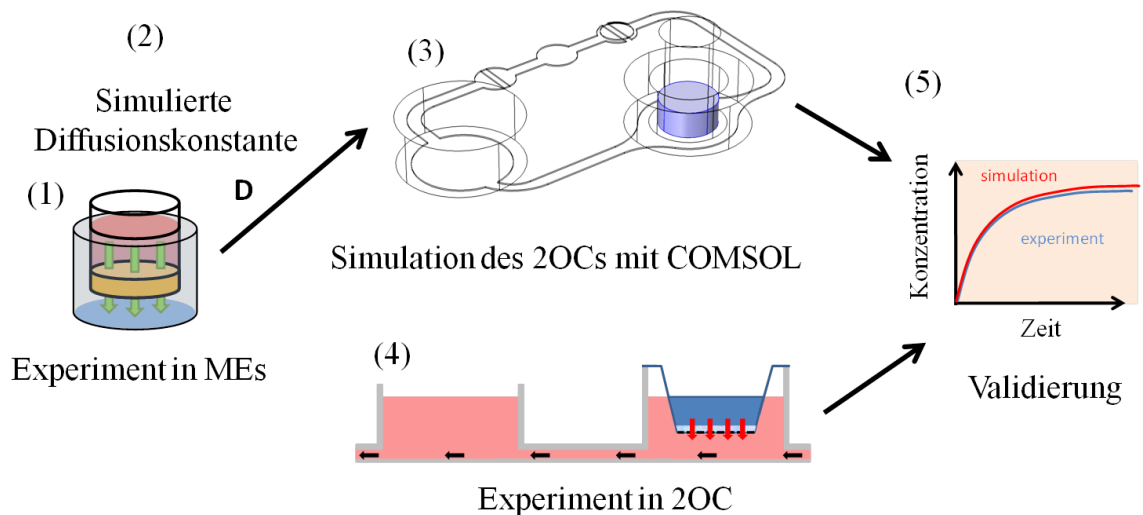 (2)
Simulierte
Diffusionskonstante
(1)
D
Experiment in MEs
(3)
Simulation des 2OCs mit COMSOL
(4)
Experiment in 2OC
(5)
simulation
experiment
Konzentration
Zeit
Validierung